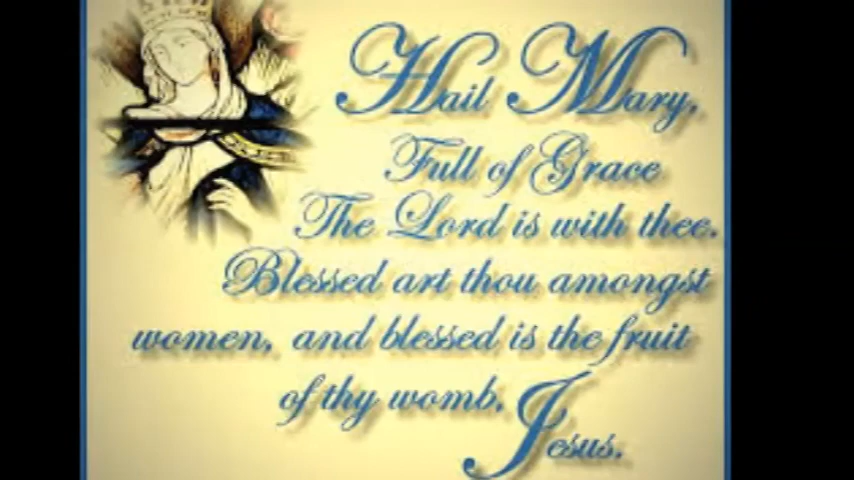 Hail Mary,
Full of Grace
The Lord is with thee.
Blessed art thou amongst
women, and blessed is the fruit
of thy womb, Jesus.